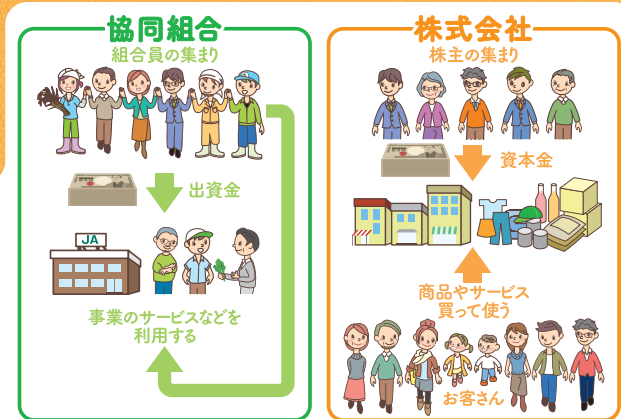 協同組合
組合員の集まり
出資金
JA
事業のサービスなどを
利用する
株式会社
株主の集まり
資本金
商品やサービス
買って使う
お客さん